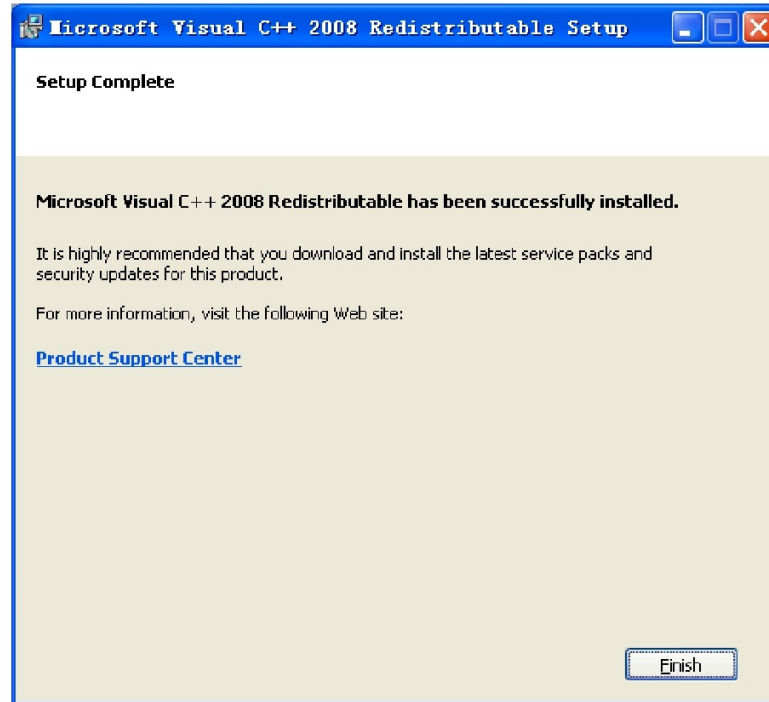 Microsoft Visual C++ 2008 Redistributable Setup
Setup Complete
Microsoft Visual C++ 2008 Redistributable has been successfully installed.
It is highly recommended that you download and install the latest service packs and
security updates for this product.
For more information, visit the following Web site:
Product Support Center
Finish